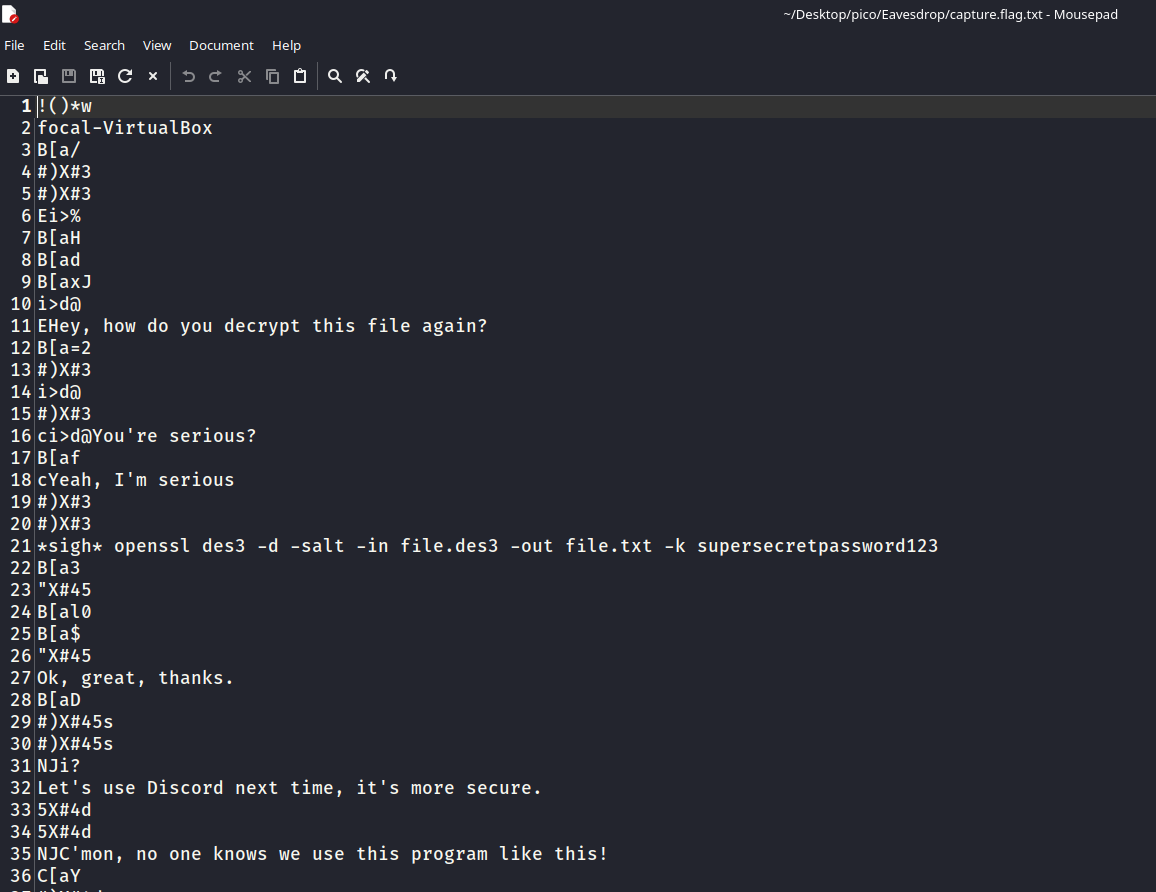 ~/Desktop/pico/Eavesdrop/capture.flag.txt - Mousepad
File Edit Search View Document Help
1 !()*w
2 focal-VirtualBox
3 B[a/
4 #)X#3
5 #)X#3
6 Ei>%
7 B[aH
8 B[ad
9 B[axJ
10 i>d@
11 EHey, how do you decrypt this file again?
12 B[a=2
13 #)X#3
14 i>d@
15 #)X#3
16 ci>d@You're serious?
17 B[af
18 cYeah, I'm serious
19 #)X#3
20 #)X#3
21 *sigh* openssl des3 -d -salt -in file.des3 -out file.txt -k supersecretpassword123
22 B[a3
23 "X#45
24 B[al0
25 B[a$
26 "X#45
27 Ok, great, thanks.
28 B[aD
29 #)X#45s
30 #)X#45s
31 NJi?
32 Let's use Discord next time, it's more secure.
33 5X#4d
34 5X#4d
35 NJC'mon, no one knows we use this program like this!
36 C[aY